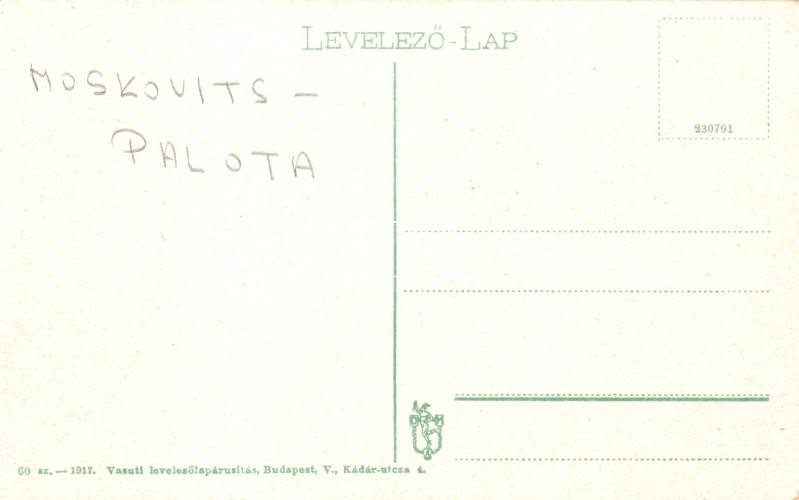 LEVELEZŐ-LAP
MOSKOVITS –
PALOTA
230791
60 sz. — 1917. Vasuti levelezőlapárusitás, Budapest, V., Kádár-utcza 4.